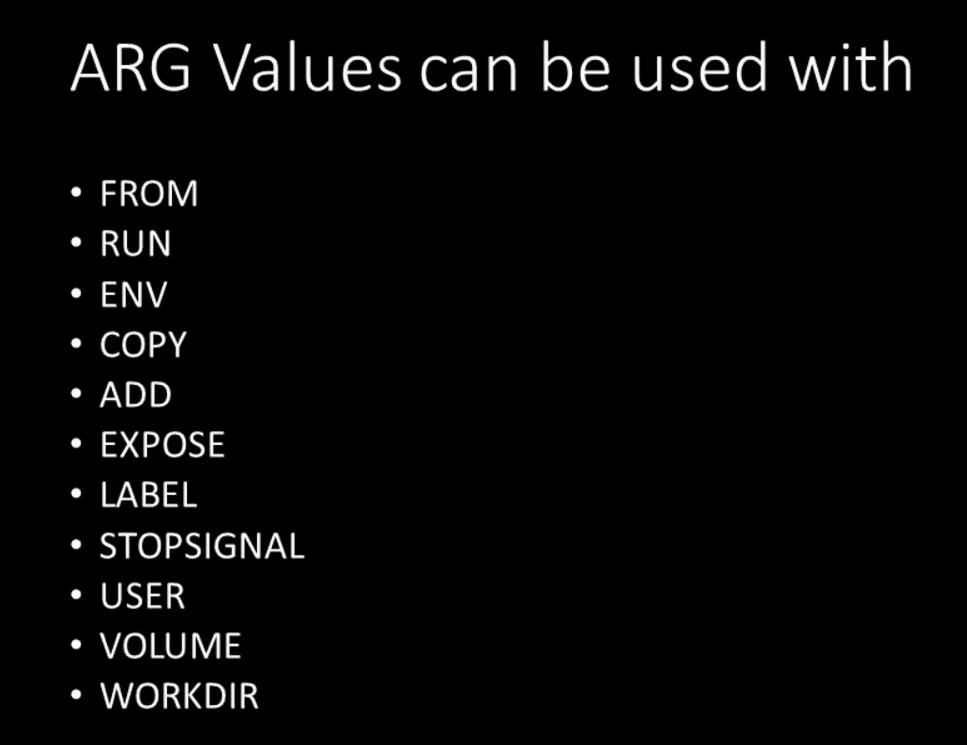 ARG Values can be used with
• FROM
• RUN
• ENV
• COPY
• ADD
• EXPOSE
• LABEL
• STOPSIGNAL
• USER
• VOLUME
• WORKDIR